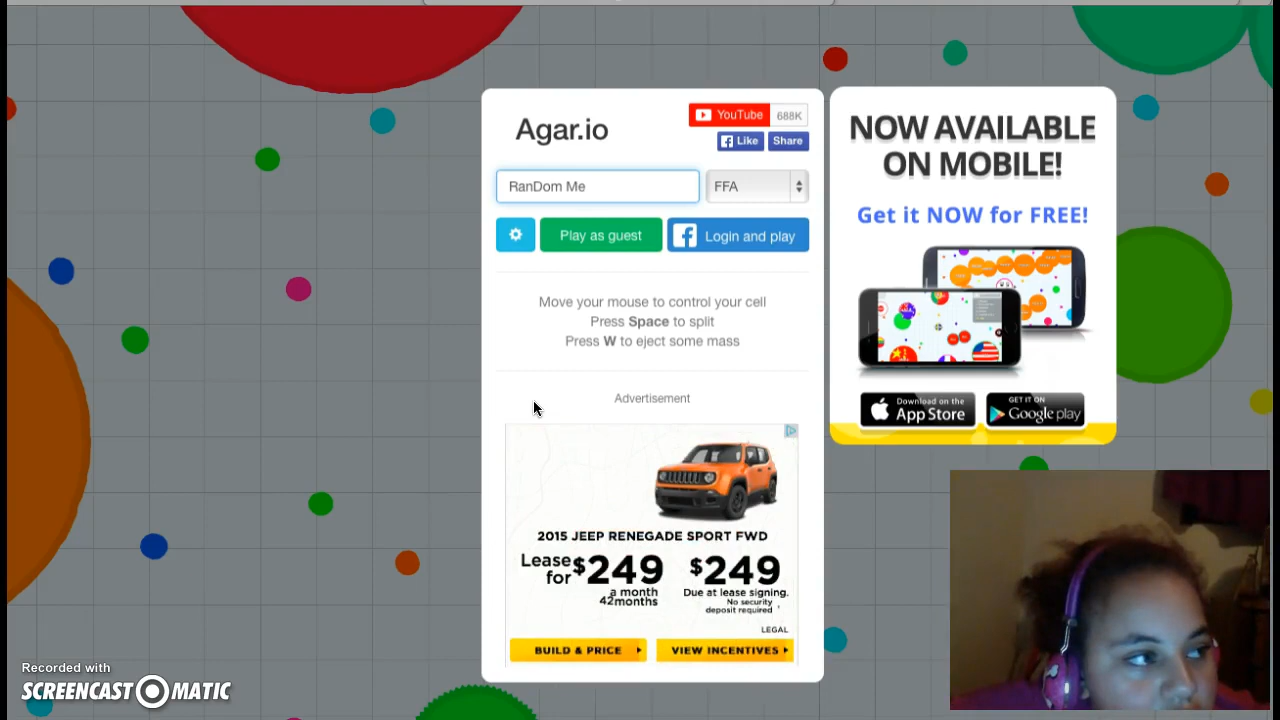 Agar.io
YouTube 688K
Like Share
RanDom Me
FFA
Play as guest
Login and play
Move your mouse to control your cell
Press Space to split
Press W to eject some mass
Advertisement
2015 JEEP RENEGADE SPORT FWD
Lease for $249 a month 42months
$249 Due at lease signing. No security deposit required
LEGAL
BUILD & PRICE
VIEW INCENTIVES
NOW AVAILABLE
ON MOBILE!
Get it NOW for FREE!
Download on the
App Store
GET IT ON
Google play
Recorded with
SCREENCAST MATIC